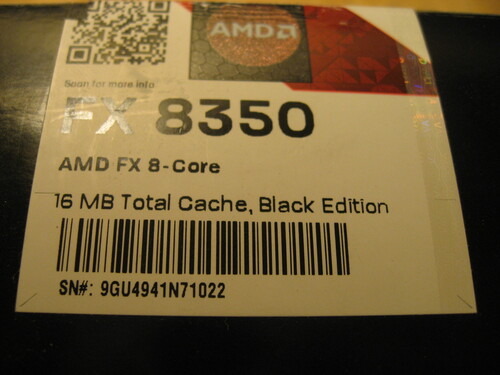 AMD
Scan for more info
FX 8350
AMD FX 8-Core
16 MB Total Cache, Black Edition
SN#: 9GU4941N71022